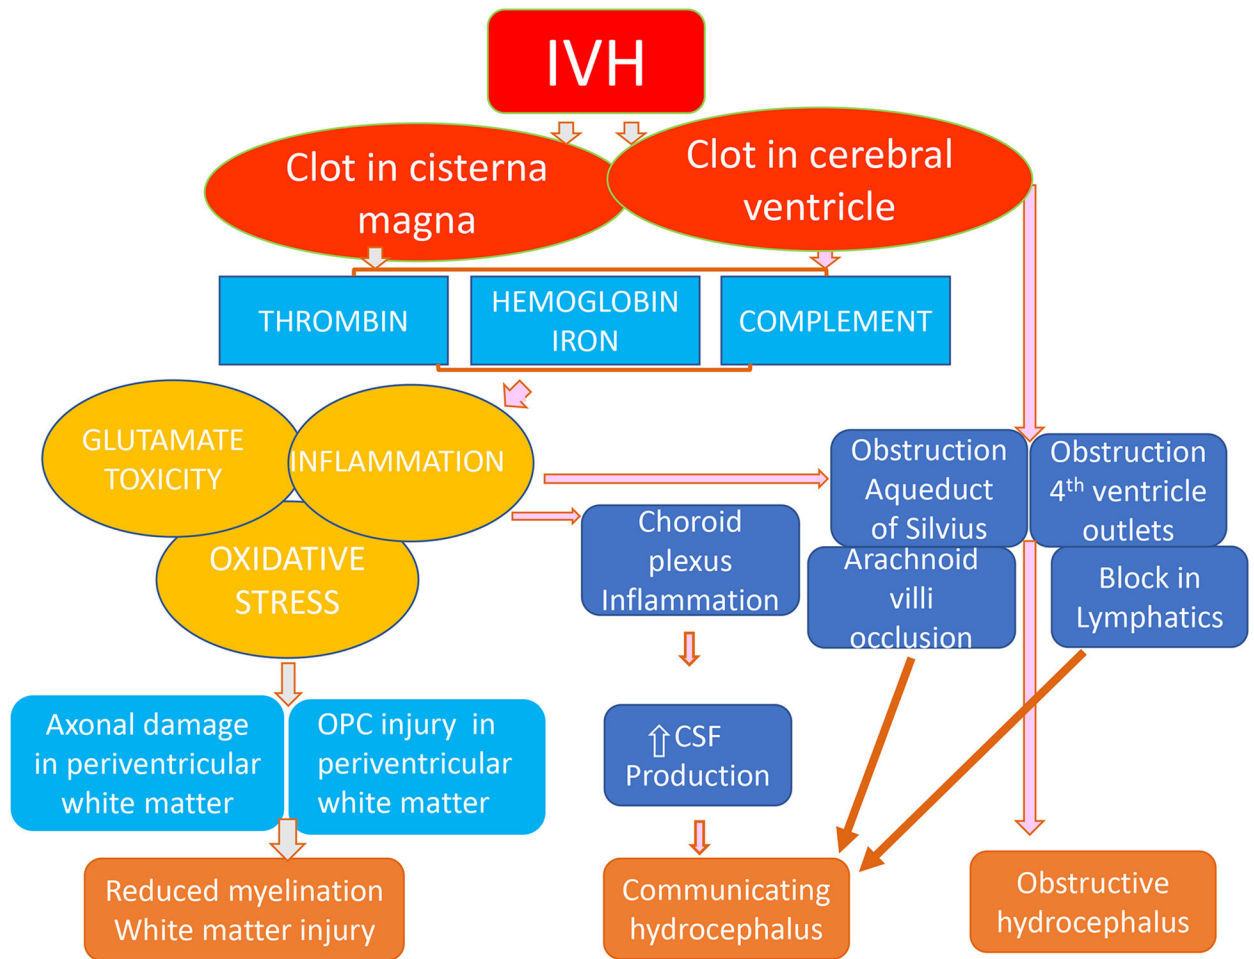 IVH
Clot in cisterna
magna
Clot in cerebral
ventricle
THROMBIN
HEMOGLOBIN
IRON
COMPLEMENT
GLUTAMATE
TOXICITY
INFLAMMATION
OXIDATIVE
STRESS
Obstruction
Aqueduct
of Silvius
Obstruction
4th ventricle
outlets
Choroid
plexus
Inflammation
Arachnoid
villi
occlusion
Block in
Lymphatics
Axonal damage
in periventricular
white matter
OPC injury in
periventricular
white matter
⇧CSF
Production
Reduced myelination
White matter injury
Communicating
hydrocephalus
Obstructive
hydrocephalus